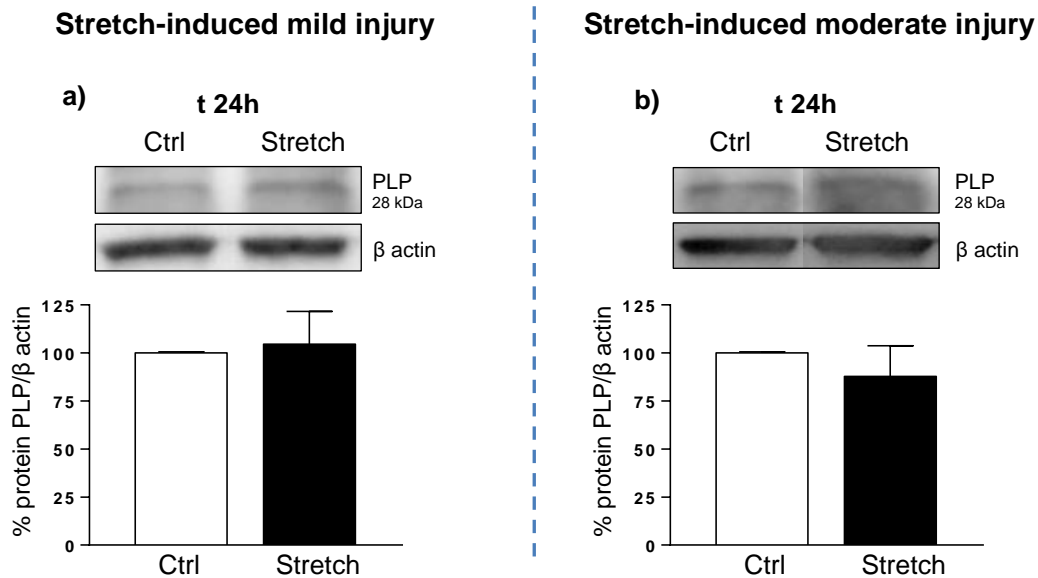 Stretch-induced mild injury
a)
t 24h
Ctrl Stretch
PLP
28 kDa
β actin
% protein PLP/β actin
125
100
75
50
25
0
Ctrl Stretch
Stretch-induced moderate injury
b)
t 24h
Ctrl Stretch
PLP
28 kDa
β actin
% protein PLP/β actin
125
100
75
50
25
0
Ctrl Stretch